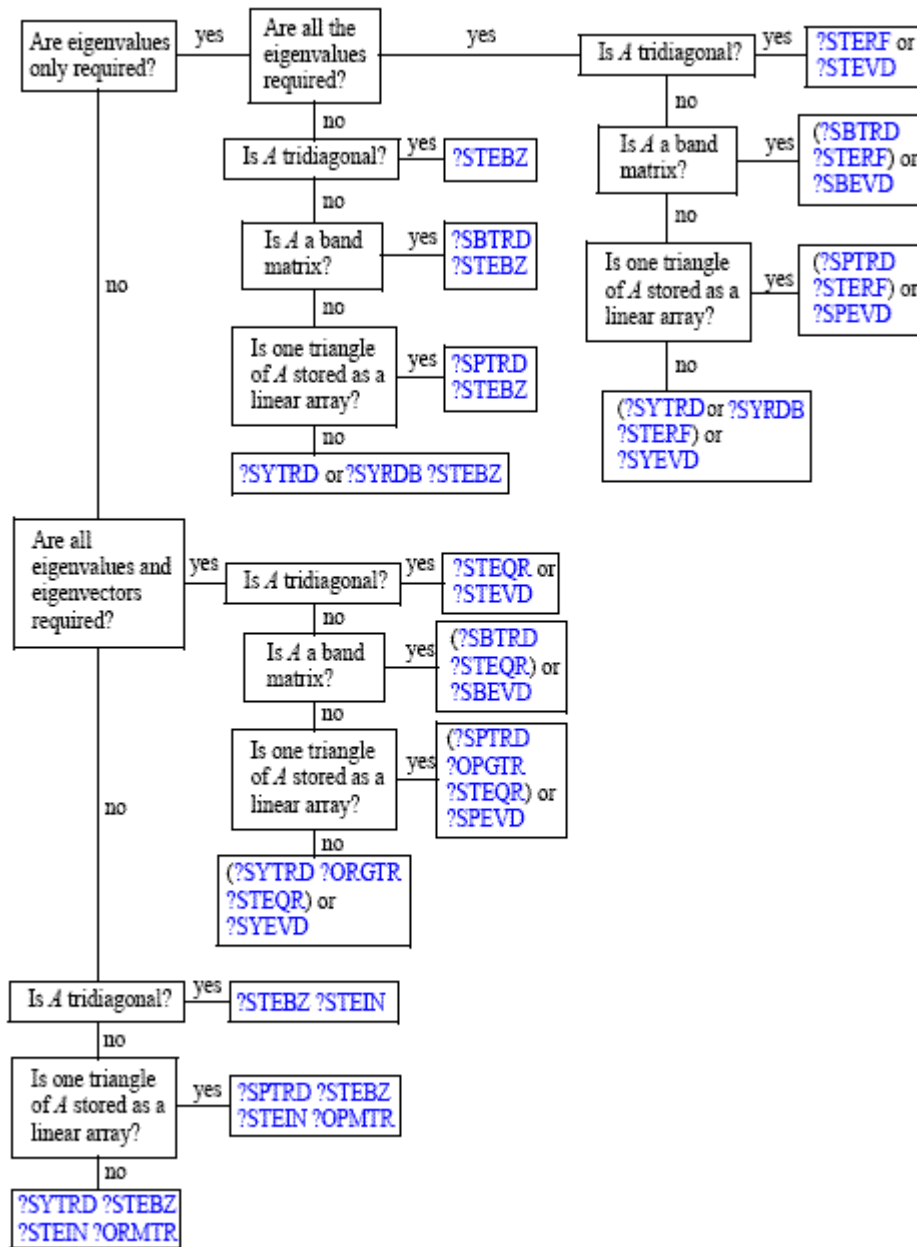 Are eigenvalues
only required?
yes
Are all the
eigenvalues
required?
yes
Is A tridiagonal?
yes
?STERF or
?STEVD
no
Is A a band
matrix?
yes
(?SBTRD
?STERF) or
?SBEVD
no
Is one triangle
of A stored as a
linear array?
yes
(?SPTRD
?STERF) or
?SPEVD
no
(?SYTRD or ?SYRDB
?STERF) or
?SYEVD
no
Is A tridiagonal?
yes
?STEBZ
no
Is A a band
matrix?
yes
?SBTRD
?STEBZ
no
Is one triangle
of A stored as a
linear array?
yes
?SPTRD
?STEBZ
no
?SYTRD or ?SYRDB ?STEBZ
no
Are all
eigenvalues and
eigenvectors
required?
yes
Is A tridiagonal?
yes
?STEQR or
?STEVD
no
Is A a band
matrix?
yes
(?SBTRD
?STEQR) or
?SBEVD
no
Is one triangle
of A stored as a
linear array?
yes
(?SPTRD
?OPGTR
?STEQR) or
?SPEVD
no
(?SYTRD ?ORGTR
?STEQR) or
?SYEVD
no
Is A tridiagonal?
yes
?STEBZ ?STEIN
no
Is one triangle
of A stored as a
linear array?
yes
?SPTRD ?STEBZ
?STEIN ?OPMTR
no
?SYTRD ?STEBZ
?STEIN ?ORMTR